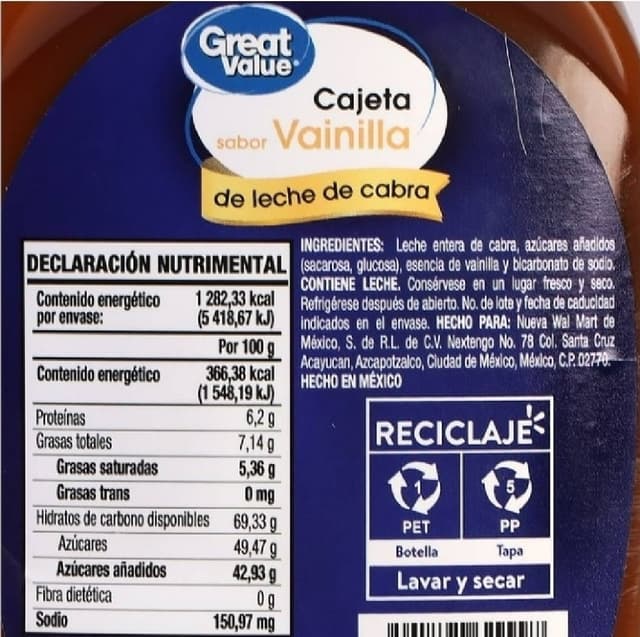 Great
Value
Cajeta
sabor Vainilla
de leche de cabra
DECLARACIÓN NUTRIMENTAL
Contenido energético 1 282,33 kcal
por envase: (5 418,67 kJ)
Por 100 g
Contenido energético 366,38 kcal
(1 548,19 kJ)
Proteínas 6,2 g
Grasas totales 7,14 g
Grasas saturadas 5,36 g
Grasas trans 0 mg
Hidratos de carbono disponibles 69,33 g
Azúcares 49,47 g
Azúcares añadidos 42,93 g
Fibra dietética 0 g
Sodio 150,97 mg
INGREDIENTES: Leche entera de cabra, azúcares añadidos
(sacarosa, glucosa), esencia de vainilla y bicarbonato de sodio.
CONTIENE LECHE. Consérvese en un lugar fresco y seco.
Refrigérese después de abierto. No. de lote y fecha de caducidad
indicados en el envase. HECHO PARA: Nueva Wal Mart de
México, S. de R.L. de C.V. Nextengo No. 78 Col. Santa Cruz
Acayucan, Azcapotzalco, Ciudad de México, México, C.P. 02770.
HECHO EN MÉXICO
RECICLAJE
1 5
PET PP
Botella Tapa
Lavar y secar